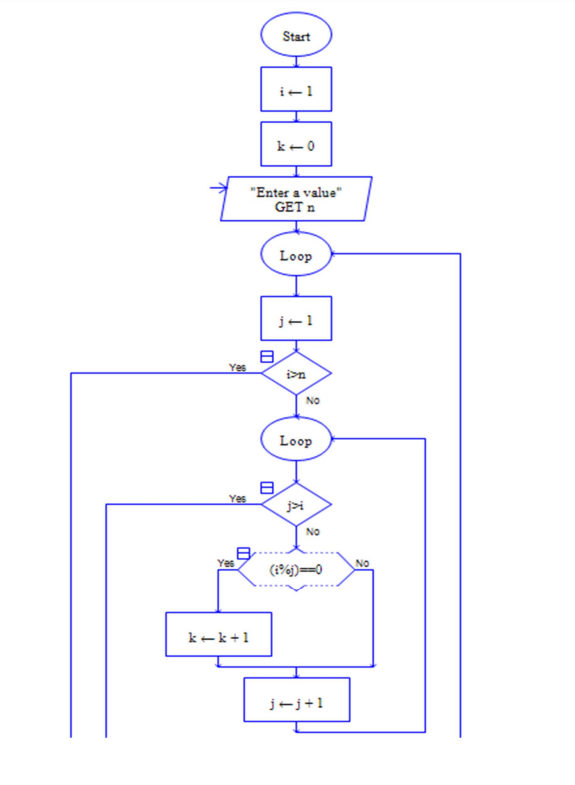 Start
i ← 1
k ← 0
"Enter a value"
GET n
Loop
j ← 1
Yes
i>n
No
Loop
Yes
j>i
No
Yes
(i%j)==0
No
k ← k + 1
j ← j + 1